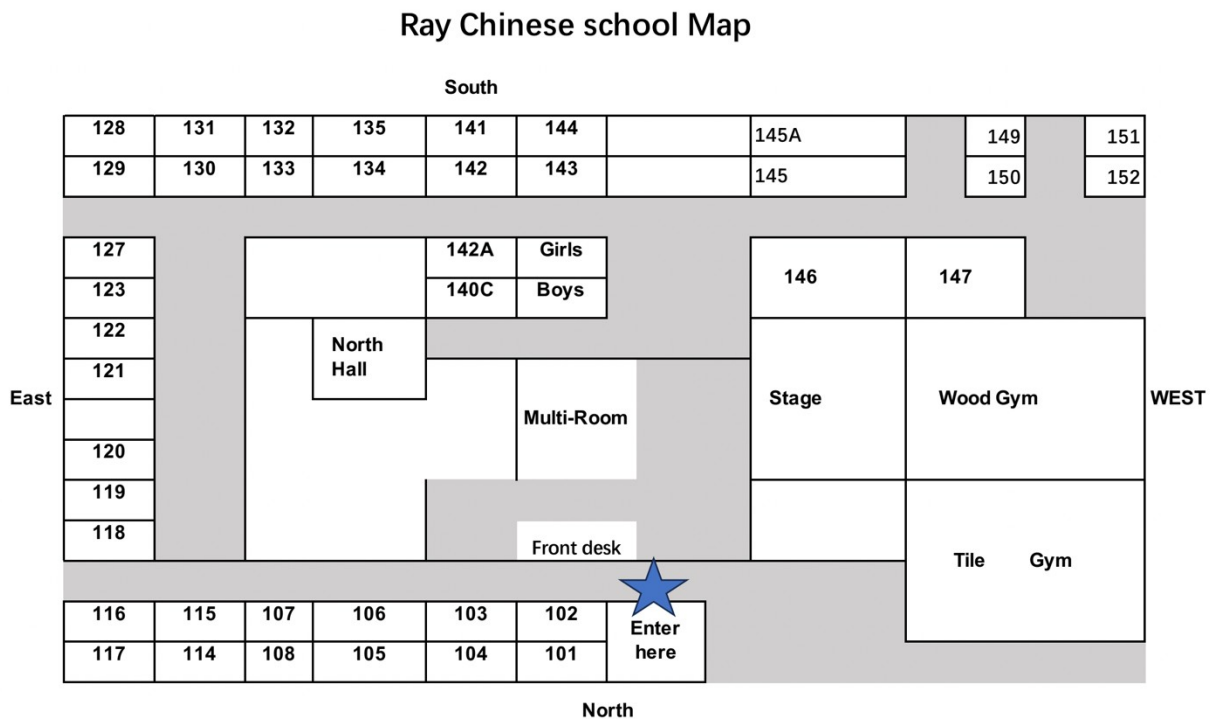 Ray Chinese school Map
South
128 131 132 135 141 144 145A 149 151
129 130 133 134 142 143 145 150 152
127 142A Girls 146 147
123 140C Boys
122 North
Hall
121
East Stage Wood Gym WEST
Multi-Room
120
119
118 Front desk Tile Gym
116 115 107 106 103 102 Enter
here
117 114 108 105 104 101
North